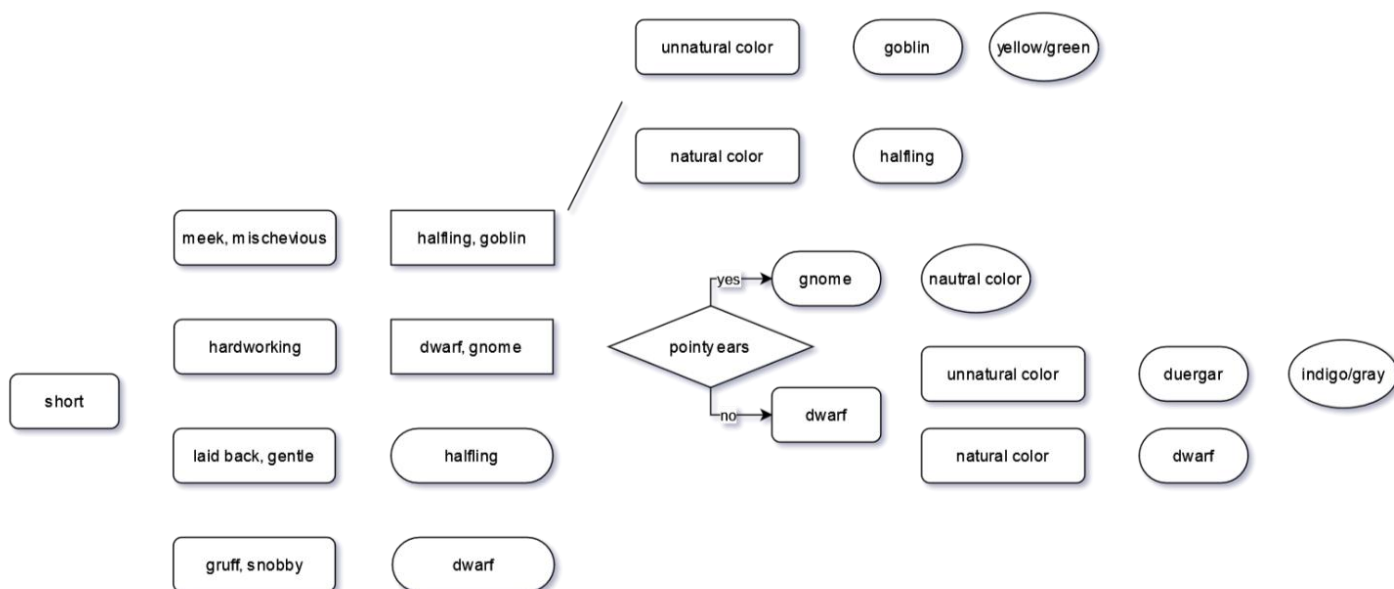 unnatural color
goblin
yellow/green
natural color
halfling
meek, mischevious
halfling, goblin
yes
gnome
nautral color
hardworking
dwarf, gnome
pointy ears
unnatural color
duergar
indigo/gray
short
no
dwarf
laid back, gentle
halfling
natural color
dwarf
gruff, snobby
dwarf